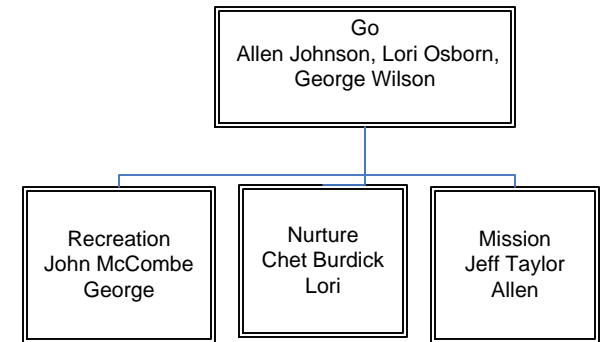 Go
Allen Johnson, Lori Osborn,
George Wilson
Recreation
John McCombe
George
Nurture
Chet Burdick
Lori
Mission
Jeff Taylor
Allen